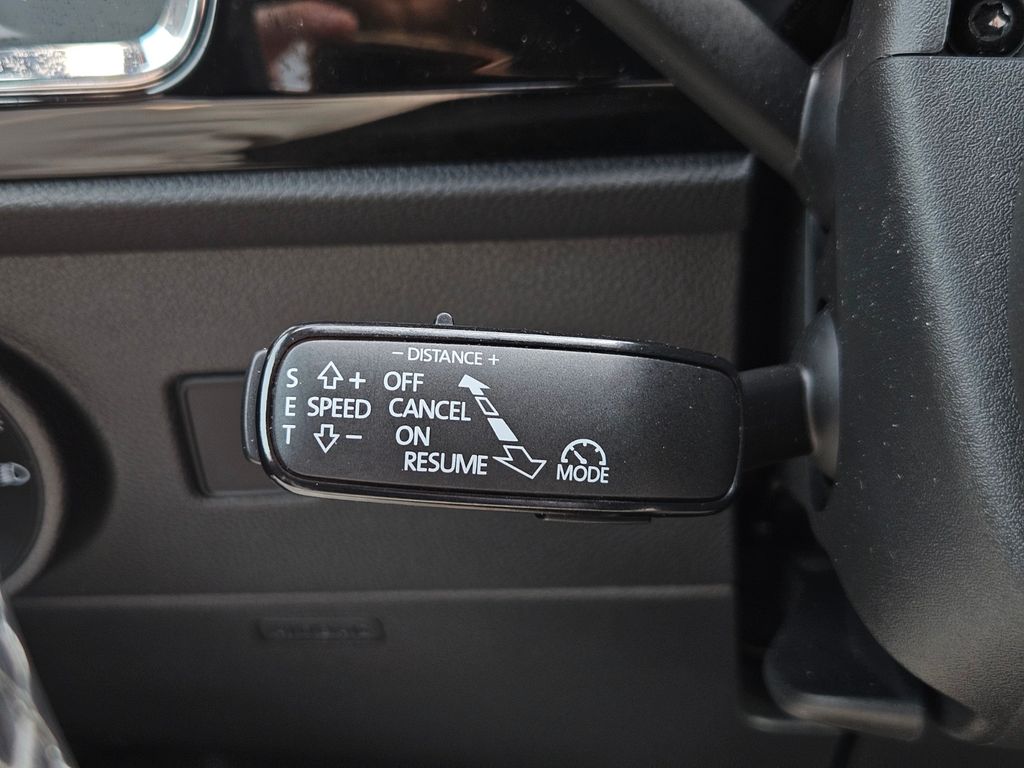 − DISTANCE +
S + OFF
E SPEED CANCEL
T − ON
RESUME
MODE